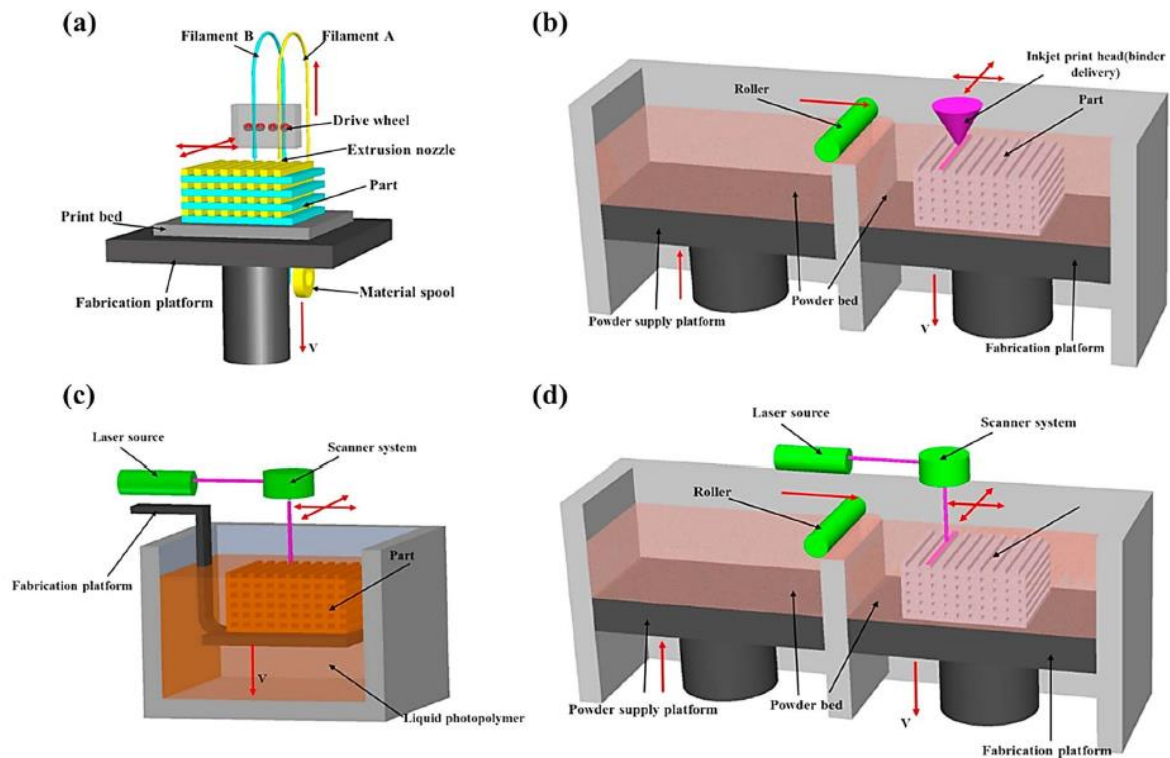 (a)
Filament B
Filament A
Drive wheel
Extrusion nozzle
Part
Print bed
Fabrication platform
Material spool
V
(b)
Inkjet print head(binder
delivery)
Roller
Part
Powder bed
Powder supply platform
V
Fabrication platform
(c)
Laser source
Scanner system
Part
Fabrication platform
V
Liquid photopolymer
(d)
Laser source
Scanner system
Roller
Powder supply platform
Powder bed
V
Fabrication platform